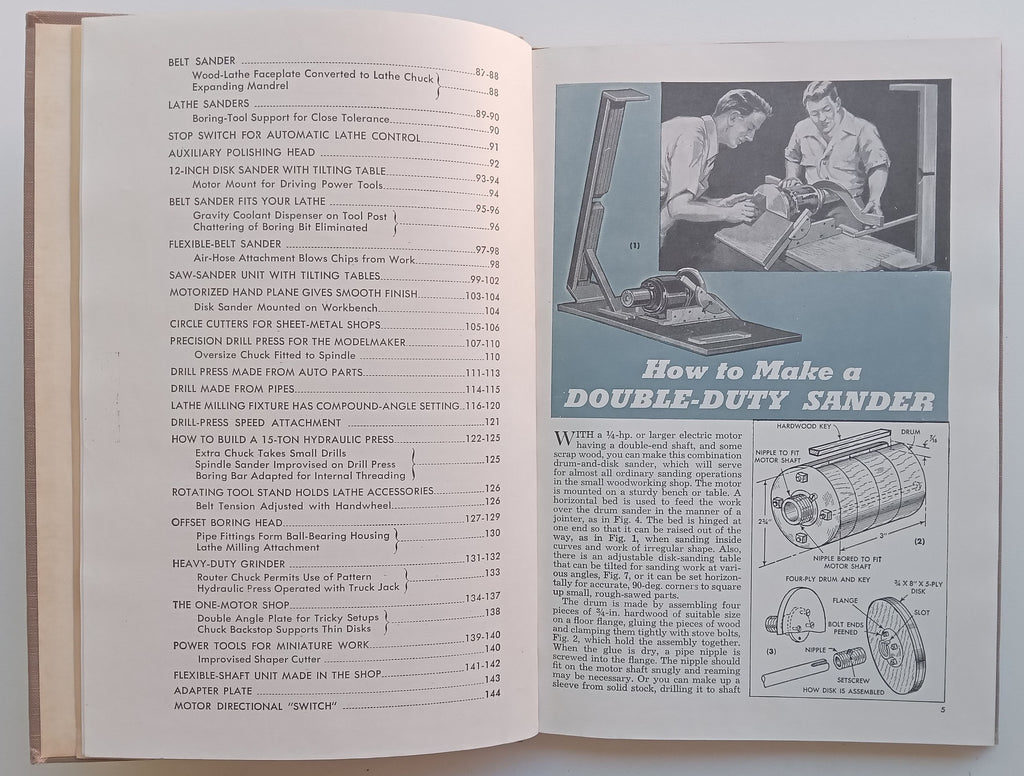 BELT SANDER ... 87-88
Wood-Lathe Faceplate Converted to Lathe Chuck
Expanding Mandrel } ... 88
LATHE SANDERS ... 89-90
Boring-Tool Support for Close Tolerance ... 90
STOP SWITCH FOR AUTOMATIC LATHE CONTROL ... 91
AUXILIARY POLISHING HEAD ... 92
12-INCH DISK SANDER WITH TILTING TABLE ... 93-94
Motor Mount for Driving Power Tools ... 94
BELT SANDER FITS YOUR LATHE ... 95-96
Gravity Coolant Dispenser on Tool Post
Chattering of Boring Bit Eliminated } ... 96
FLEXIBLE-BELT SANDER ... 97-98
Air-Hose Attachment Blows Chips from Work ... 98
SAW-SANDER UNIT WITH TILTING TABLES ... 99-102
MOTORIZED HAND PLANE GIVES SMOOTH FINISH ... 103-104
Disk Sander Mounted on Workbench ... 104
CIRCLE CUTTERS FOR SHEET-METAL SHOPS ... 105-106
PRECISION DRILL PRESS FOR THE MODELMAKER ... 107-110
Oversize Chuck Fitted to Spindle ... 110
DRILL PRESS MADE FROM AUTO PARTS ... 111-113
DRILL MADE FROM PIPES ... 114-115
LATHE MILLING FIXTURE HAS COMPOUND-ANGLE SETTING .. 116-120
DRILL-PRESS SPEED ATTACHMENT ... 121
HOW TO BUILD A 15-TON HYDRAULIC PRESS ... 122-125
Extra Chuck Takes Small Drills
Spindle Sander Improvised on Drill Press } ... 125
Boring Bar Adapted for Internal Threading
ROTATING TOOL STAND HOLDS LATHE ACCESSORIES ... 126
Belt Tension Adjusted with Handwheel ... 126
OFFSET BORING HEAD ... 127-129
Pipe Fittings Form Ball-Bearing Housing
Lathe Milling Attachment } ... 130
HEAVY-DUTY GRINDER ... 131-132
Router Chuck Permits Use of Pattern
Hydraulic Press Operated with Truck Jack } ... 133
THE ONE-MOTOR SHOP ... 134-137
Double Angle Plate for Tricky Setups
Chuck Backstop Supports Thin Disks } ... 138
POWER TOOLS FOR MINIATURE WORK ... 139-140
Improvised Shaper Cutter ... 140
FLEXIBLE-SHAFT UNIT MADE IN THE SHOP ... 141-142
ADAPTER PLATE ... 143
MOTOR DIRECTIONAL "SWITCH" ... 144
(1)
How to Make a
DOUBLE-DUTY SANDER
WITH a ¼-hp. or larger electric motor
having a double-end shaft, and some
scrap wood, you can make this combination
drum-and-disk sander, which will serve
for almost all ordinary sanding operations
in the small woodworking shop. The motor
is mounted on a sturdy bench or table. A
horizontal bed is used to feed the work
over the drum sander in the manner of a
jointer, as in Fig. 4. The bed is hinged at
one end so that it can be raised out of the
way, as in Fig. 1, when sanding inside
curves and work of irregular shape. Also,
there is an adjustable disk-sanding table
that can be tilted for sanding work at vari-
ous angles, Fig. 7, or it can be set horizon-
tally for accurate, 90-deg. corners to square
up small, rough-sawed parts.
The drum is made by assembling four
pieces of ¾-in. hardwood of suitable size
on a floor flange, gluing the pieces of wood
and clamping them tightly with stove bolts,
Fig. 2, which hold the assembly together.
When the glue is dry, a pipe nipple is
screwed into the flange. The nipple should
fit on the motor shaft snugly and reaming
may be necessary. Or you can make up a
sleeve from solid stock, drilling it to shaft
HARDWOOD KEY
DRUM
NIPPLE TO FIT
MOTOR SHAFT
2¾"
3"
(2)
NIPPLE BORED TO FIT
MOTOR SHAFT
FOUR-PLY DRUM AND KEY
¾ X 8" X 5-PLY
DISK
FLANGE
SLOT
BOLT ENDS
PEENED
(3)
NIPPLE
SETSCREW
HOW DISK IS ASSEMBLED
5